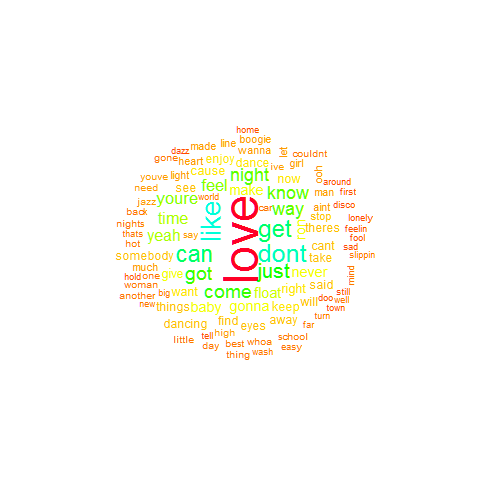 home
dazz made line boogie let couldnt
gone heart enjoy dance wanna ive girl ooh
youve light cause night now around
need see feel make know man first
jazz youre world car way aint disco
back time like love get run stop lonely
nights yeah say theres feelin
thats can dont cant fool
hot somebody take sad
much give got just never slippin
hold one mind
woman want come float right said still
another things baby gonna keep will doo well
new big town
dancing find eyes away turn
high far
little tell day best whoa school
thing wash easy